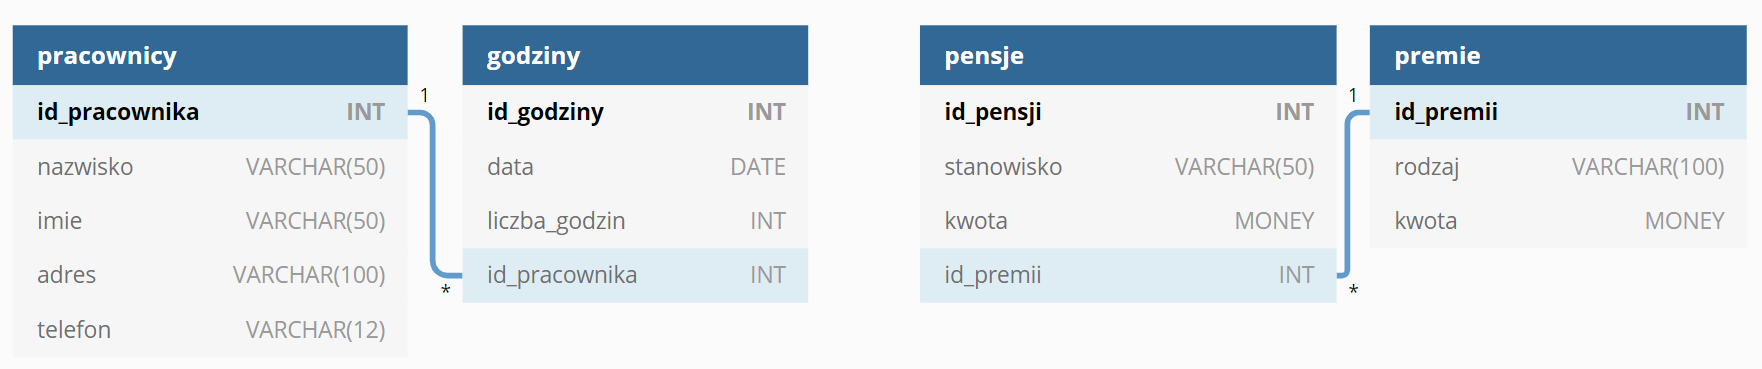 pracownicy
id_pracownika INT
nazwisko VARCHAR(50)
imie VARCHAR(50)
adres VARCHAR(100)
telefon VARCHAR(12)
1
*
godziny
id_godziny INT
data DATE
liczba_godzin INT
id_pracownika INT
pensje
id_pensji INT
stanowisko VARCHAR(50)
kwota MONEY
id_premii INT
1
*
premie
id_premii INT
rodzaj VARCHAR(100)
kwota MONEY